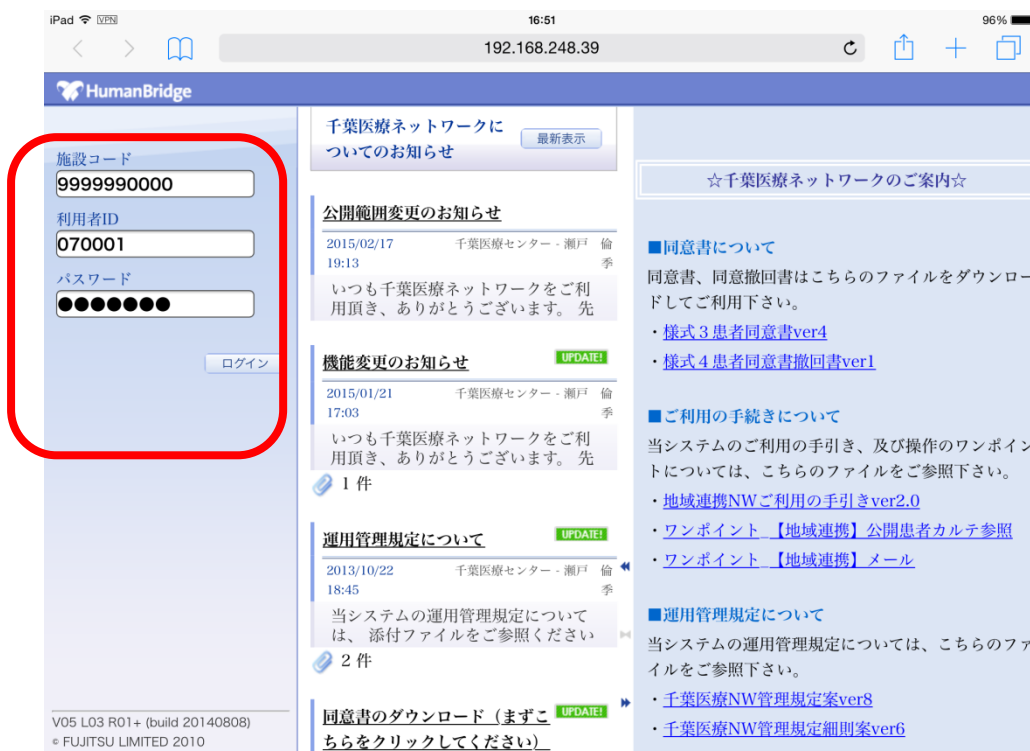 iPad VPN 16:51 96%
192.168.248.39
HumanBridge
施設コード
9999990000
利用者ID
070001
パスワード
●●●●●●●
ログイン
V05 L03 R01+ (build 20140808)
© FUJITSU LIMITED 2010
千葉医療ネットワークに
ついてのお知らせ
最新表示
公開範囲変更のお知らせ
2015/02/17 千葉医療センター - 瀬戸 倫
19:13 季
いつも千葉医療ネットワークをご利
用頂き、ありがとうございます。 先
機能変更のお知らせ UPDATE!
2015/01/21 千葉医療センター - 瀬戸 倫
17:03 季
いつも千葉医療ネットワークをご利
用頂き、ありがとうございます。 先
1 件
運用管理規定について UPDATE!
2013/10/22 千葉医療センター - 瀬戸 倫
18:45 季
当システムの運用管理規定について
は、 添付ファイルをご参照ください
2 件
同意書のダウンロード（まずこ UPDATE!
ちらをクリックしてください）
☆千葉医療ネットワークのご案内☆
■同意書について
同意書、同意撤回書はこちらのファイルをダウンロー
ドしてご利用下さい。
・様式３患者同意書ver4
・様式４患者同意書撤回書ver1
■ご利用の手続きについて
当システムのご利用の手引き、及び操作のワンポイン
トについては、こちらのファイルをご参照下さい。
・地域連携NWご利用の手引きver2.0
・ワンポイント_【地域連携】公開患者カルテ参照
・ワンポイント_【地域連携】メール
■運用管理規定について
当システムの運用管理規定については、こちらのファ
イルをご参照下さい。
・千葉医療NW管理規定案ver8
・千葉医療NW管理規定細則案ver6